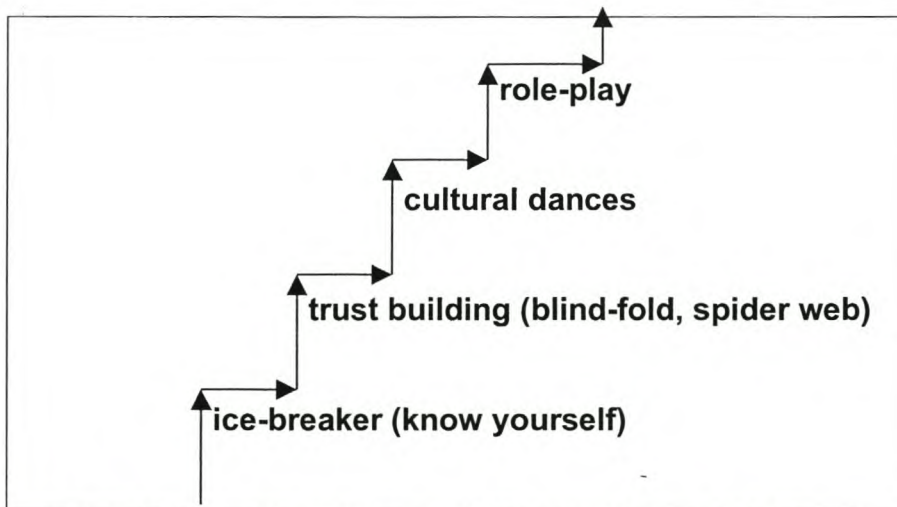 role-play
cultural dances
trust building (blind-fold, spider web)
ice-breaker (know yourself)